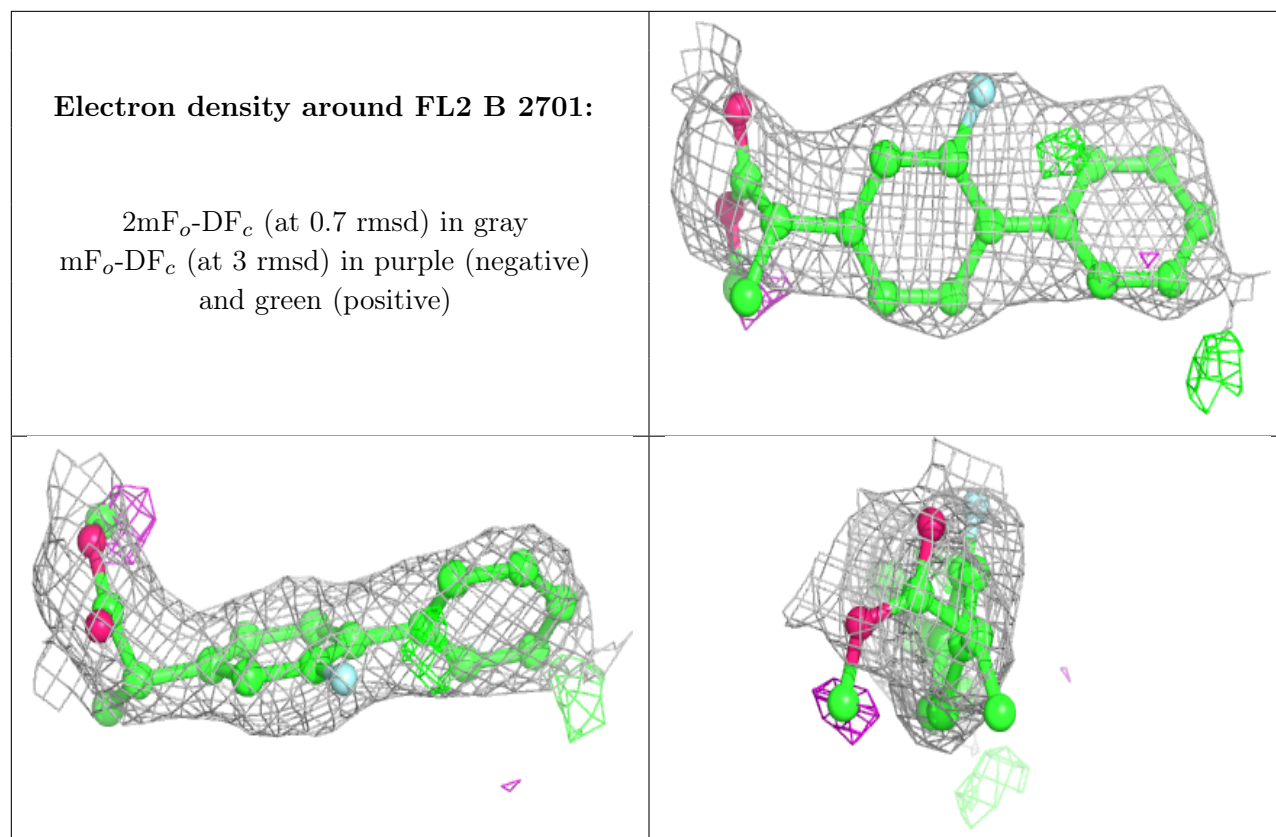 Electron density around FL2 B 2701:
2mFₒ-DF𝒸 (at 0.7 rmsd) in gray
mFₒ-DF𝒸 (at 3 rmsd) in purple (negative)
and green (positive)